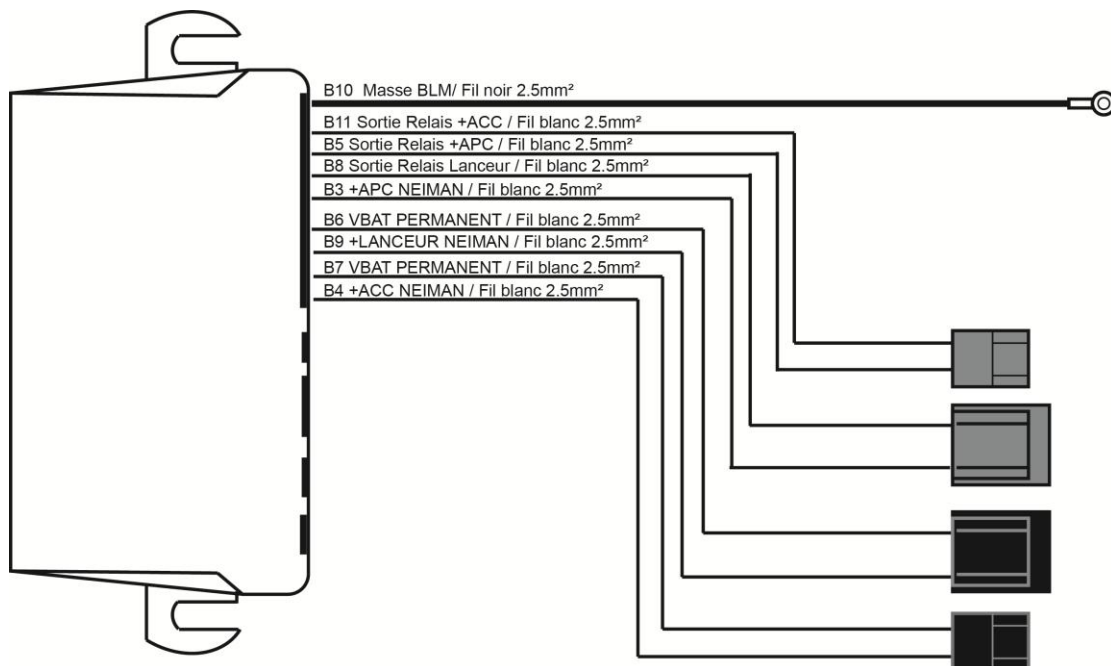 B10 Masse BLM/ Fil noir 2.5mm²
B11 Sortie Relais +ACC / Fil blanc 2.5mm²
B5 Sortie Relais +APC / Fil blanc 2.5mm²
B8 Sortie Relais Lanceur / Fil blanc 2.5mm²
B3 +APC NEIMAN / Fil blanc 2.5mm²
B6 VBAT PERMANENT / Fil blanc 2.5mm²
B9 +LANCEUR NEIMAN / Fil blanc 2.5mm²
B7 VBAT PERMANENT / Fil blanc 2.5mm²
B4 +ACC NEIMAN / Fil blanc 2.5mm²